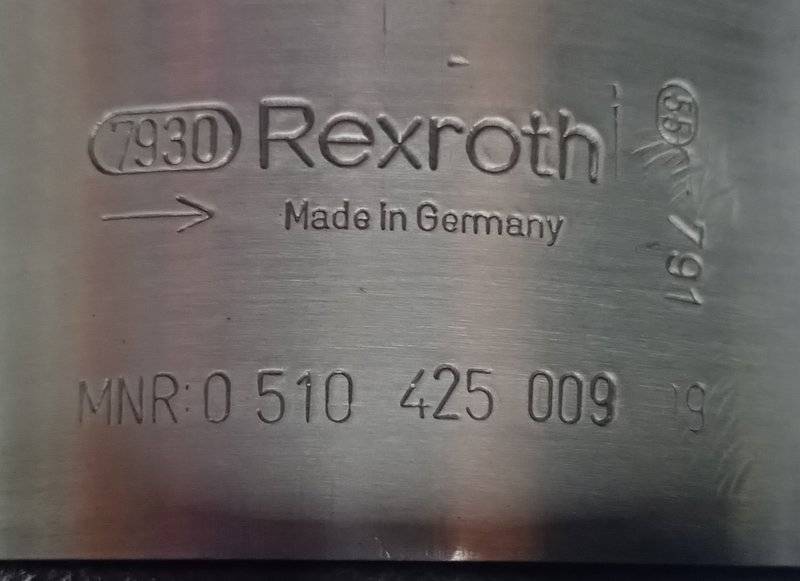 7930 Rexroth
Made in Germany
MNR: 0 510 425 009
55
791